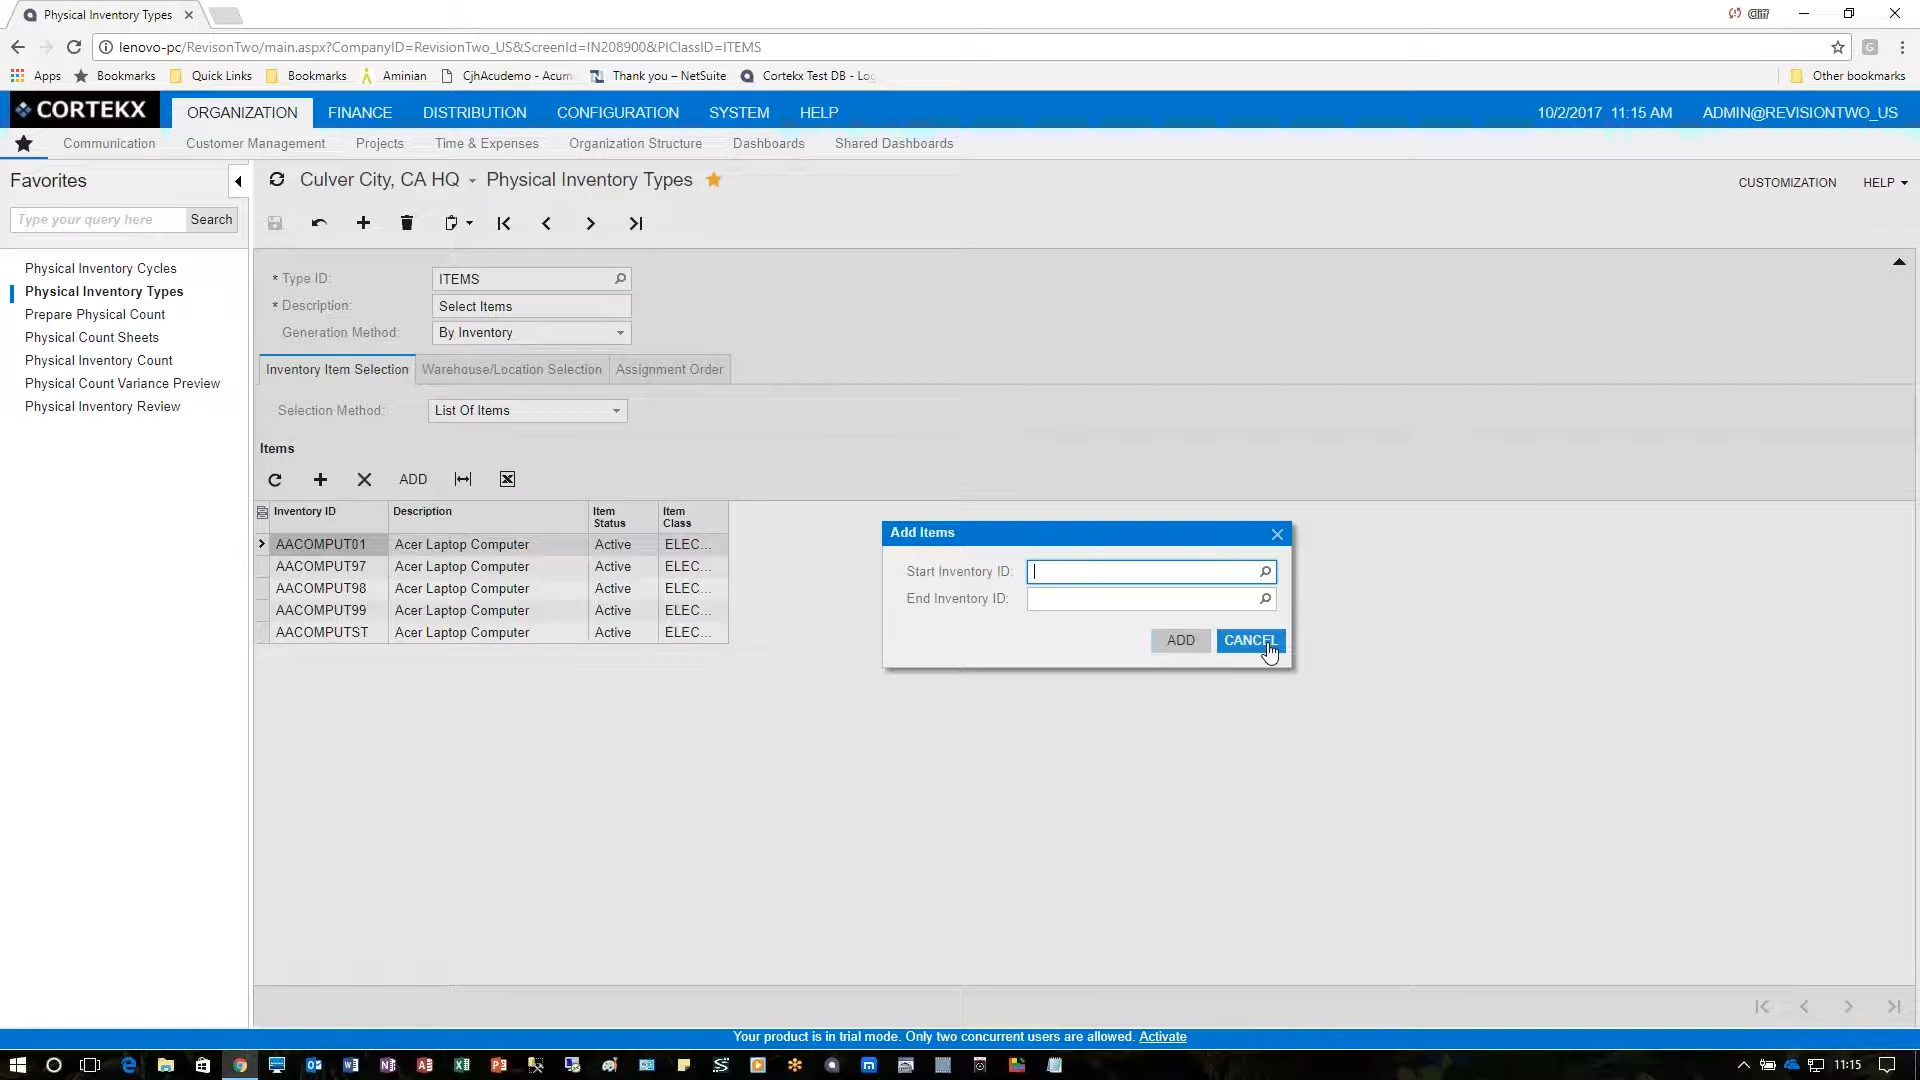 Physical Inventory Types
lenovo-pc/RevisonTwo/main.aspx?CompanyID=RevisionTwo_US&ScreenId=IN208900&PIClassID=ITEMS
Apps Bookmarks Quick Links Bookmarks Aminian CjhAcudemo - Acum Thank you – NetSuite Cortekx Test DB - Log Other bookmarks
CORTEKX ORGANIZATION FINANCE DISTRIBUTION CONFIGURATION SYSTEM HELP 10/2/2017 11:15 AM ADMIN@REVISIONTWO_US
Communication Customer Management Projects Time & Expenses Organization Structure Dashboards Shared Dashboards
Favorites
Type your query here Search
Physical Inventory Cycles
Physical Inventory Types
Prepare Physical Count
Physical Count Sheets
Physical Inventory Count
Physical Count Variance Preview
Physical Inventory Review
Culver City, CA HQ Physical Inventory Types
CUSTOMIZATION HELP
* Type ID: ITEMS
* Description: Select Items
Generation Method: By Inventory
Inventory Item Selection Warehouse/Location Selection Assignment Order
Selection Method: List Of Items
Items
ADD
Inventory ID Description Item Status Item Class
AACOMPUT01 Acer Laptop Computer Active ELEC...
AACOMPUT97 Acer Laptop Computer Active ELEC...
AACOMPUT98 Acer Laptop Computer Active ELEC...
AACOMPUT99 Acer Laptop Computer Active ELEC...
AACOMPUTST Acer Laptop Computer Active ELEC...
Add Items
Start Inventory ID:
End Inventory ID:
ADD CANCEL
Your product is in trial mode. Only two concurrent users are allowed. Activate
11:15